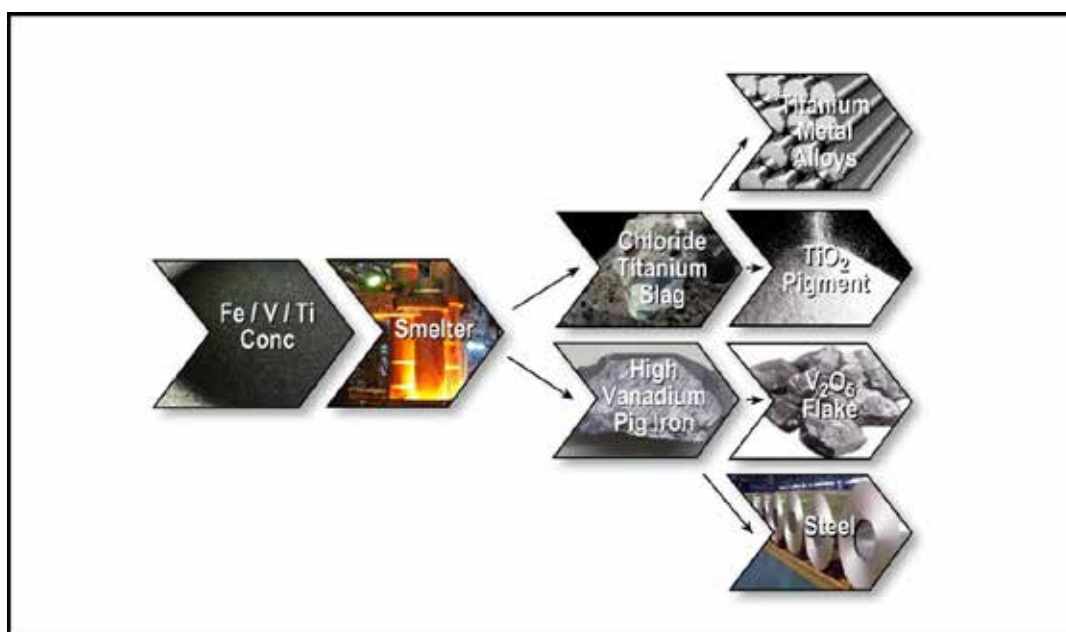 Titanium
Metal
Alloys
Chloride
Titanium
Slag
TiO₂
Pigment
Fe / V / Ti
Conc
Smelter
High
Vanadium
Pig Iron
V₂O₅
Flake
Steel